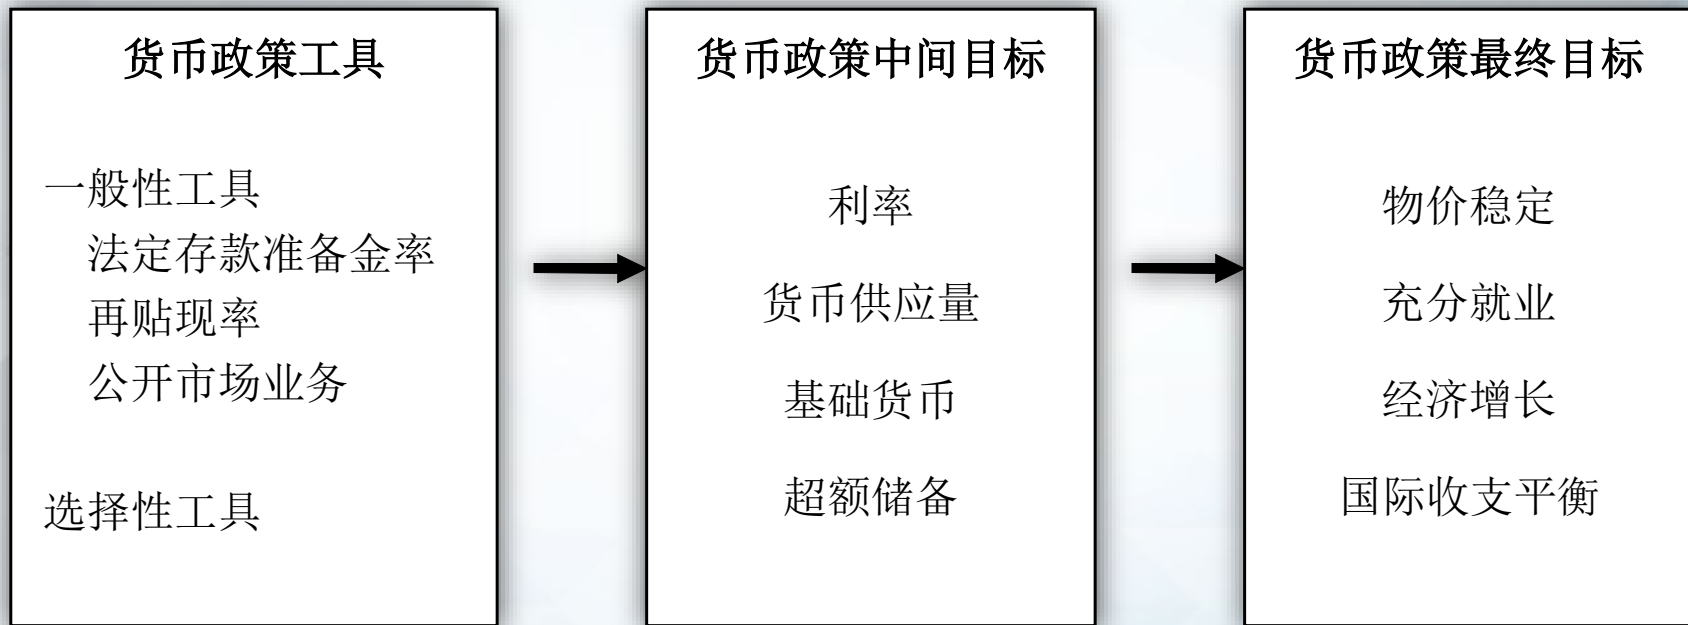 货币政策工具
一般性工具
法定存款准备金率
再贴现率
公开市场业务
选择性工具
货币政策中间目标
利率
货币供应量
基础货币
超额储备
货币政策最终目标
物价稳定
充分就业
经济增长
国际收支平衡